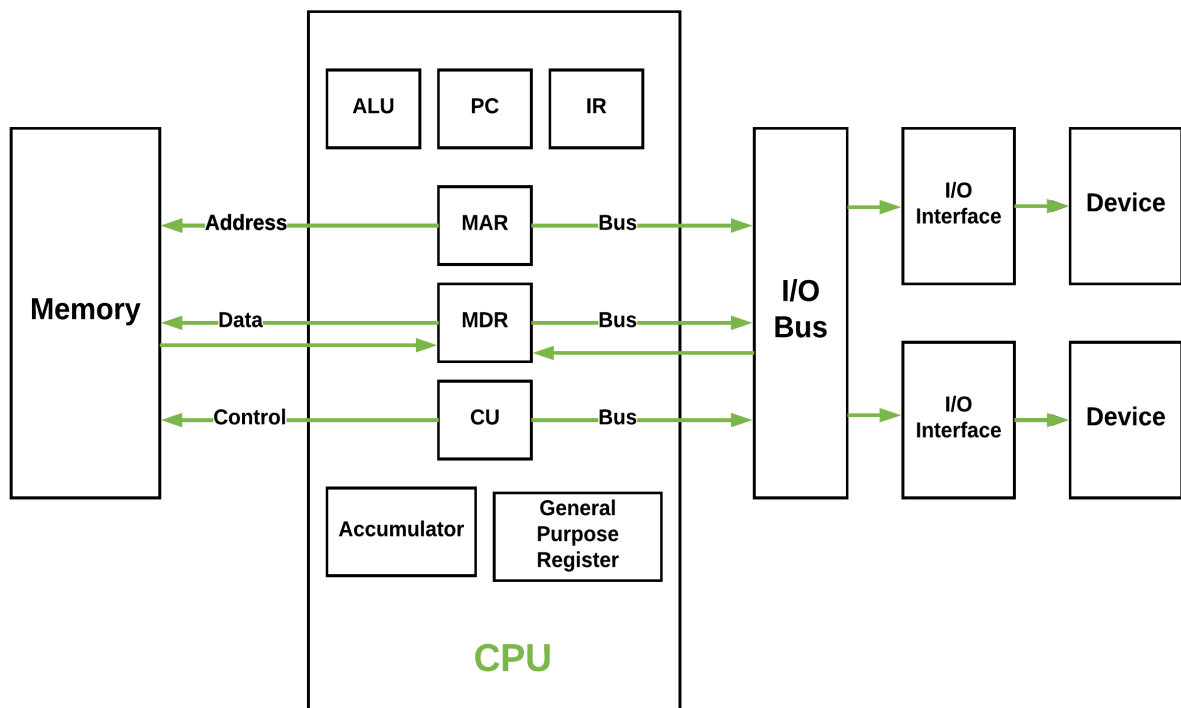 ALU
PC
IR
Memory
Address
MAR
Bus
Data
MDR
Bus
Control
CU
Bus
Accumulator
General
Purpose
Register
CPU
I/O
Bus
I/O
Interface
Device
I/O
Interface
Device